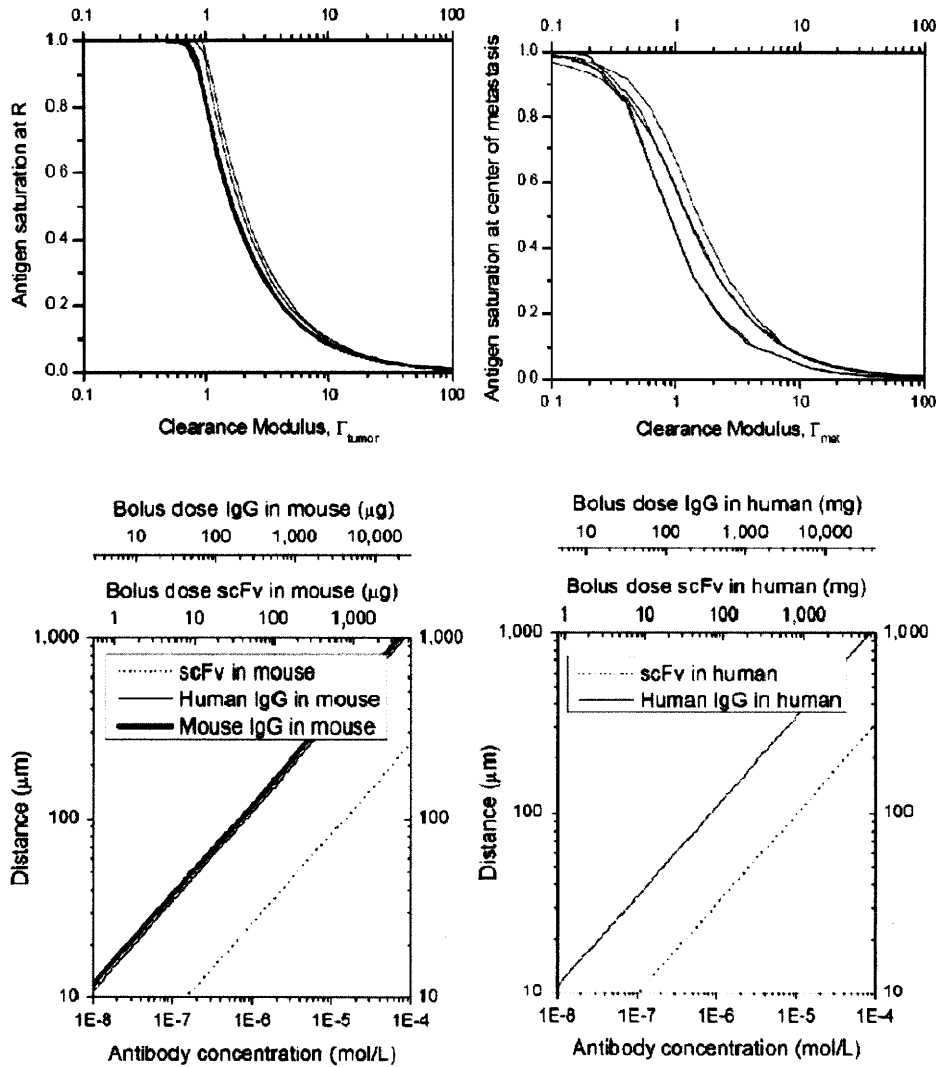 0.1 1 10 100
Antigen saturation at R
1.0
0.8
0.6
0.4
0.2
0.0
0.1 1 10 100
Clearance Modulus, Γtumor
0.1 1 10 100
Antigen saturation at center of metastasis
1.0
0.8
0.6
0.4
0.2
0.0
0.1 1 10 100
Clearance Modulus, Γmet
Bolus dose IgG in mouse (μg)
10 100 1,000 10,000
Bolus dose scFv in mouse (μg)
1 10 100 1,000
1,000 1,000
scFv in mouse
Human IgG in mouse
Mouse IgG in mouse
Distance (μm)
100 100
10 10
1E-8 1E-7 1E-6 1E-5 1E-4
Antibody concentration (mol/L)
Bolus dose IgG in human (mg)
10 100 1,000 10,000
Bolus dose scFv in human (mg)
1 10 100 1,000
1,000 1,000
scFv in human
Human IgG in human
Distance (μm)
100 100
10 10
1E-8 1E-7 1E-6 1E-5 1E-4
Antibody concentration (mol/L)